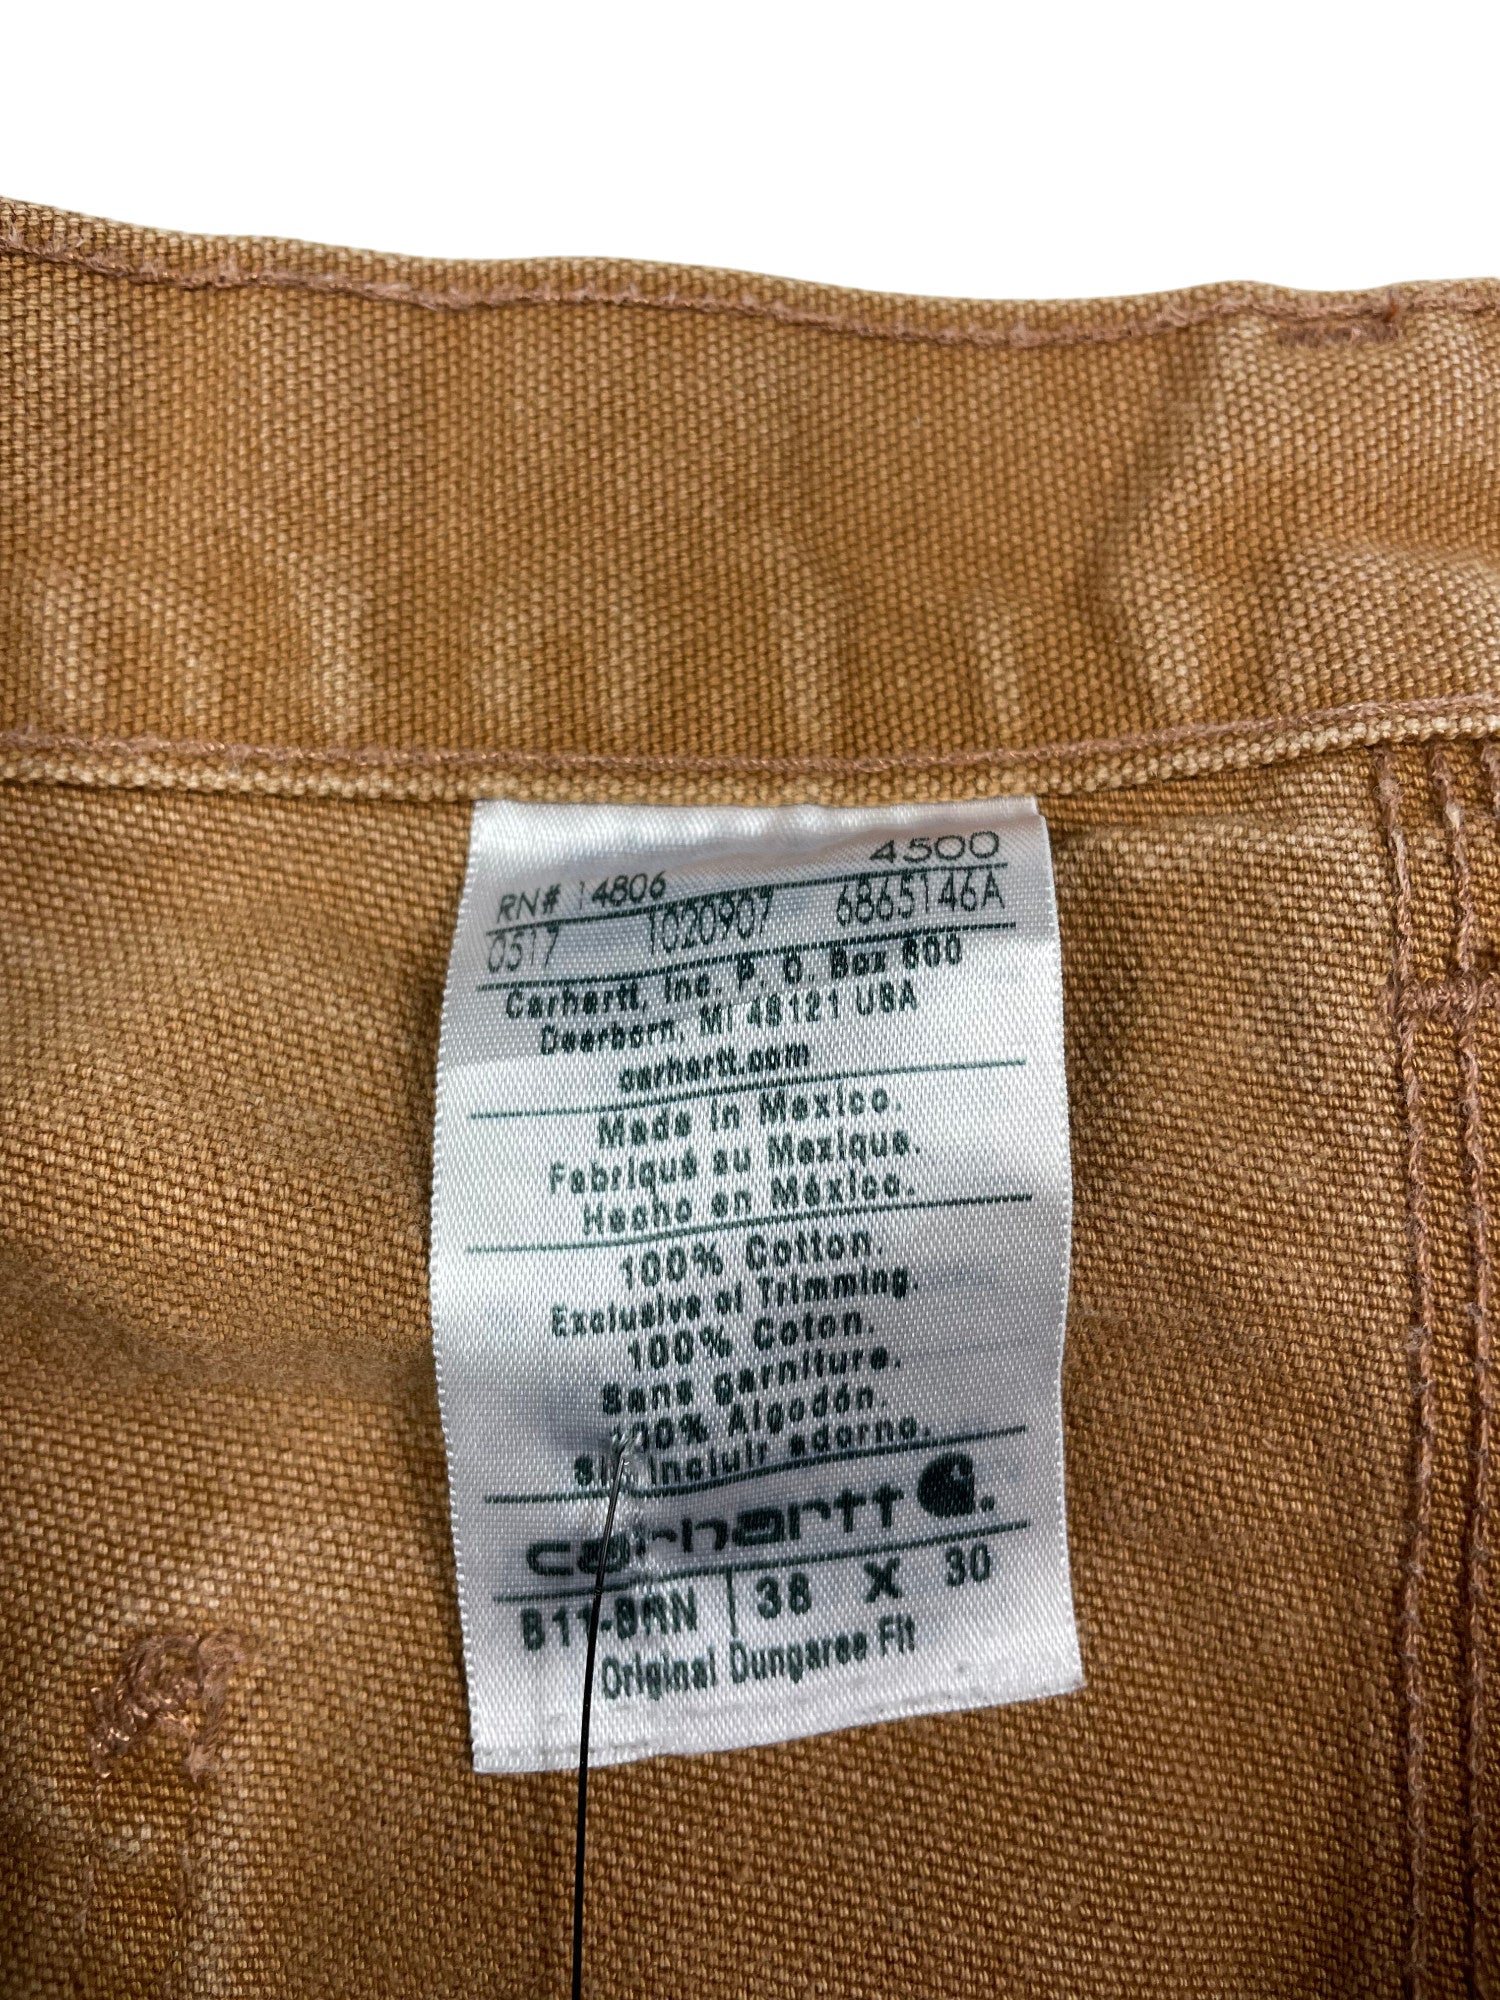 4500
RN# 14806
0517 1020907 6865146A
Carhartt, Inc. P. O. Box 600
Dearborn, MI 48121 USA
carhartt.com
Made in Mexico.
Fabriqué au Mexique.
Hecho en México.
100% Cotton.
Exclusive of Trimming.
100% Coton.
Sans garniture.
100% Algodón.
Sin incluir adorno.
carhartt
B11-BRN 38 X 30
Original Dungaree Fit